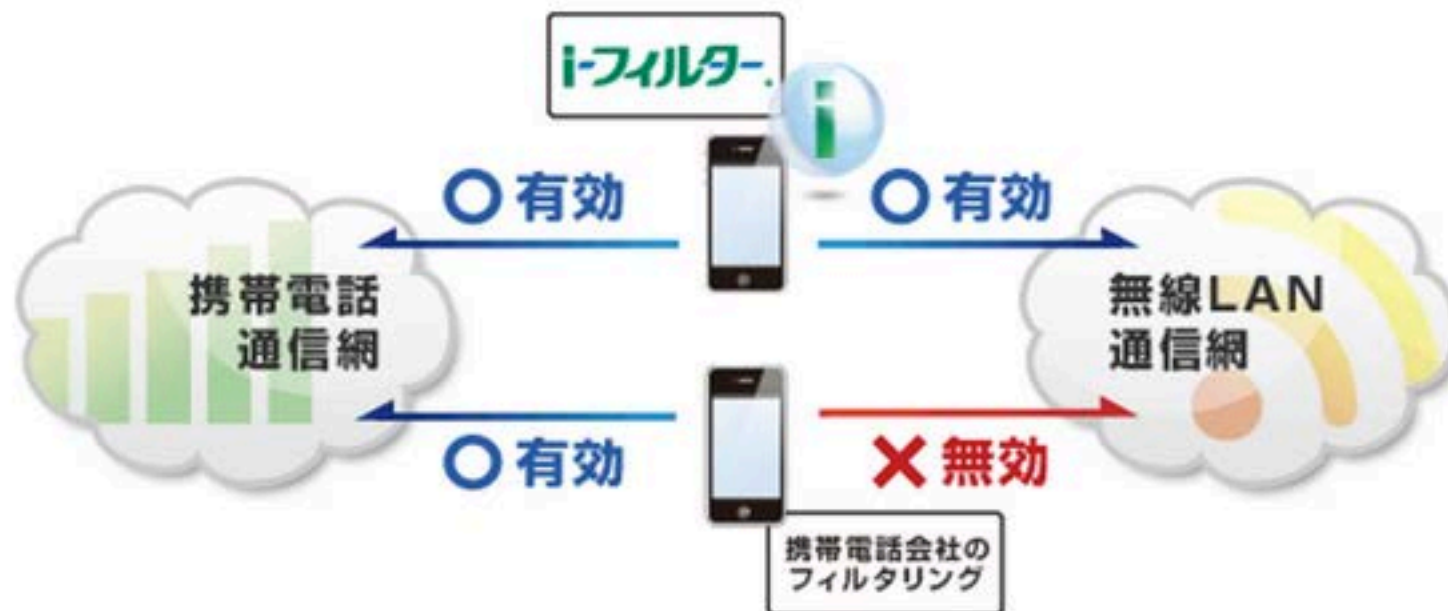 i-フィルター.
i
○有効
○有効
携帯電話
通信網
無線LAN
通信網
○有効
×無効
携帯電話会社の
フィルタリング